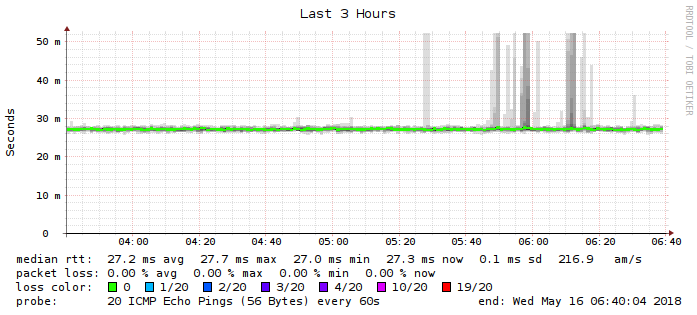 Last 3 Hours
RRDTOOL / TOBI OETIKER
Seconds
50 m
40 m
30 m
20 m
10 m
0
04:00 04:20 04:40 05:00 05:20 05:40 06:00 06:20 06:40
median rtt: 27.2 ms avg 27.7 ms max 27.0 ms min 27.3 ms now 0.1 ms sd 216.9 am/s
packet loss: 0.00 % avg 0.00 % max 0.00 % min 0.00 % now
loss color: 0 1/20 2/20 3/20 4/20 10/20 19/20
probe: 20 ICMP Echo Pings (56 Bytes) every 60s end: Wed May 16 06:40:04 2018